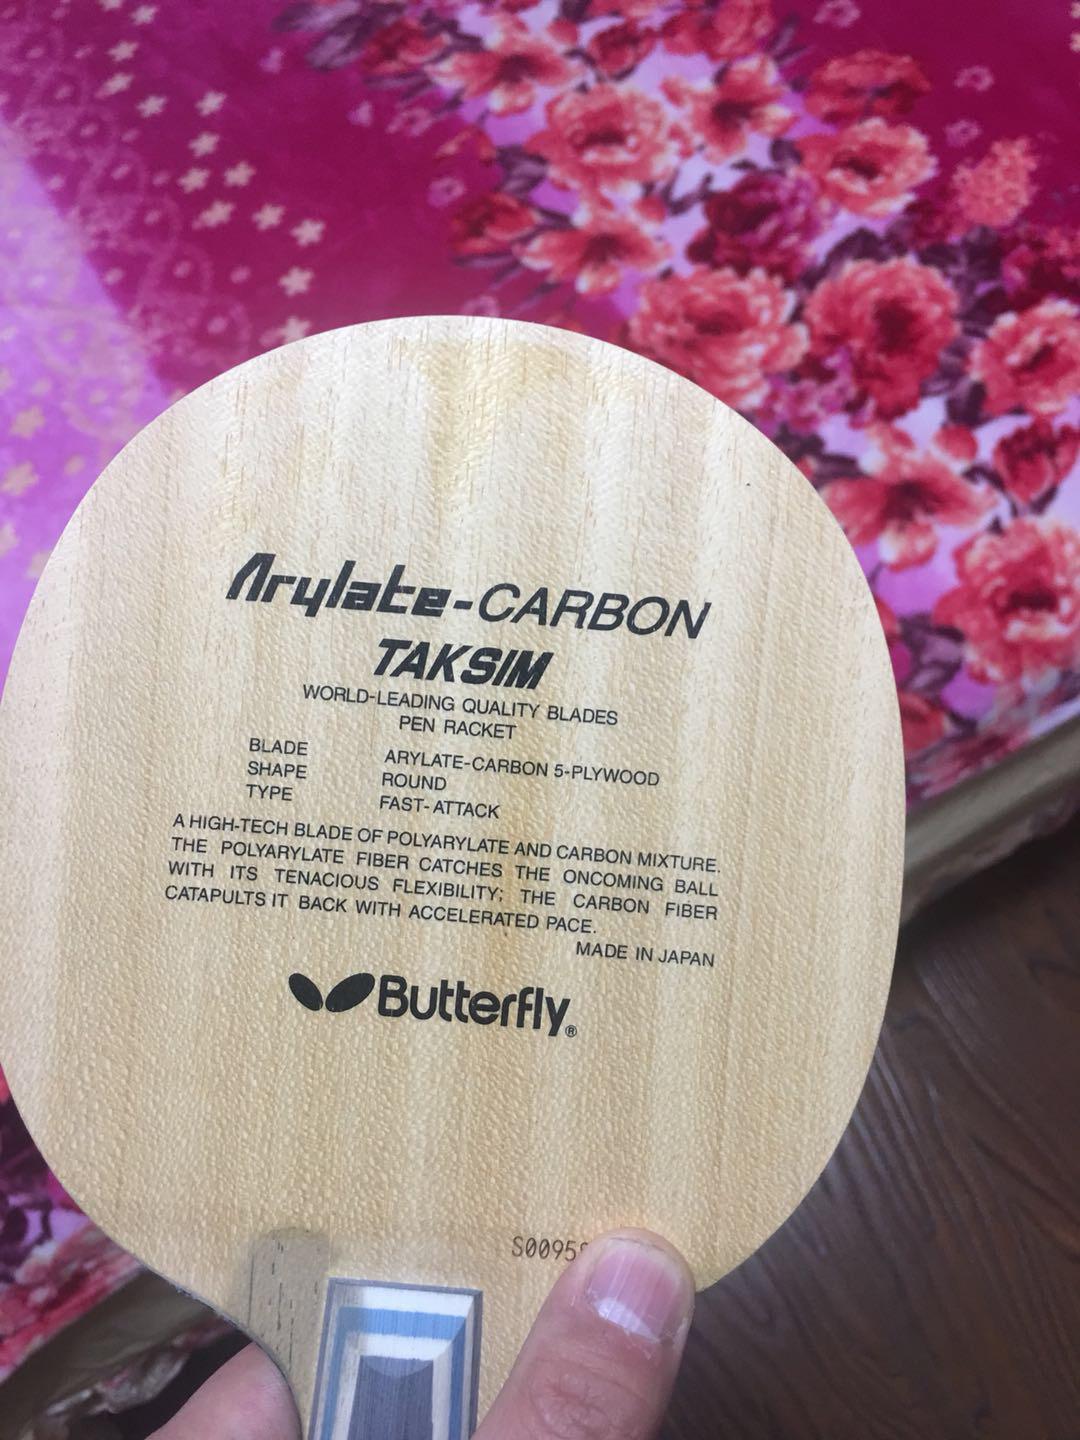 Arylate-CARBON
TAKSIM
WORLD-LEADING QUALITY BLADES
PEN RACKET
BLADE ARYLATE-CARBON 5-PLYWOOD
SHAPE ROUND
TYPE FAST-ATTACK
A HIGH-TECH BLADE OF POLYARYLATE AND CARBON MIXTURE.
THE POLYARYLATE FIBER CATCHES THE ONCOMING BALL
WITH ITS TENACIOUS FLEXIBILITY; THE CARBON FIBER
CATAPULTS IT BACK WITH ACCELERATED PACE.
MADE IN JAPAN
Butterfly®